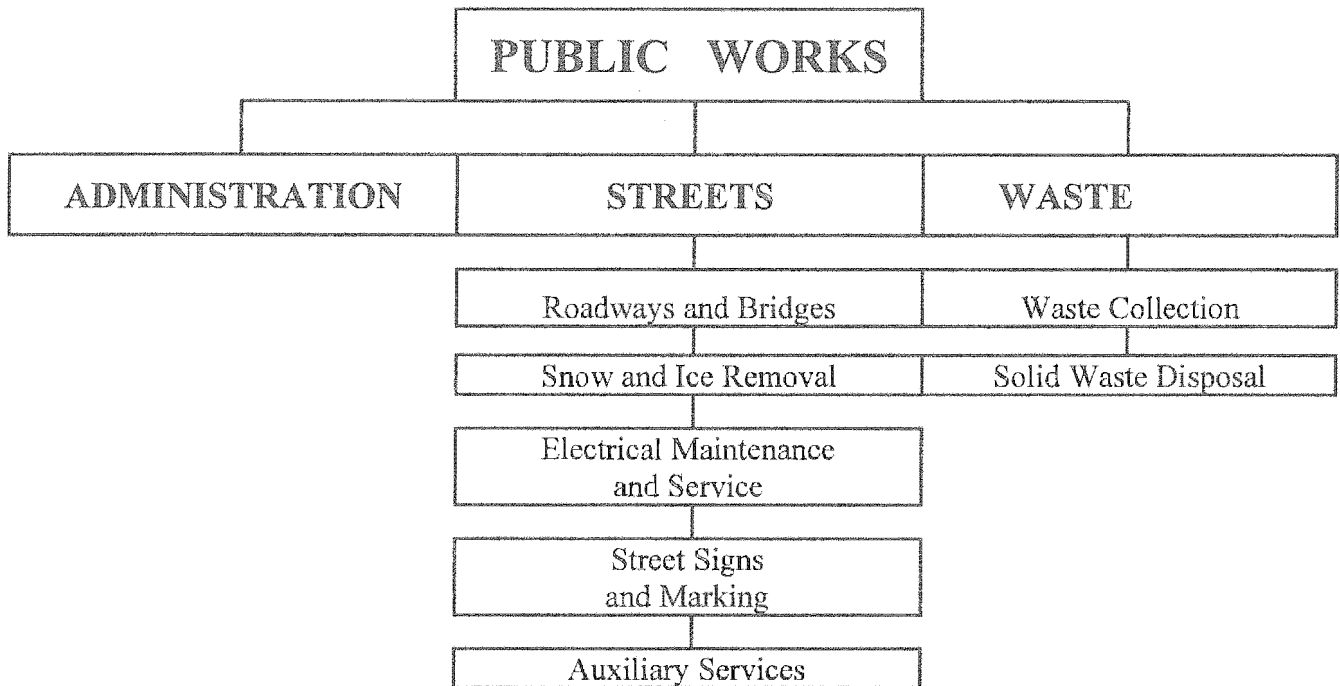 PUBLIC WORKS
ADMINISTRATION
STREETS
WASTE
Roadways and Bridges
Waste Collection
Snow and Ice Removal
Solid Waste Disposal
Electrical Maintenance
and Service
Street Signs
and Marking
Auxiliary Services